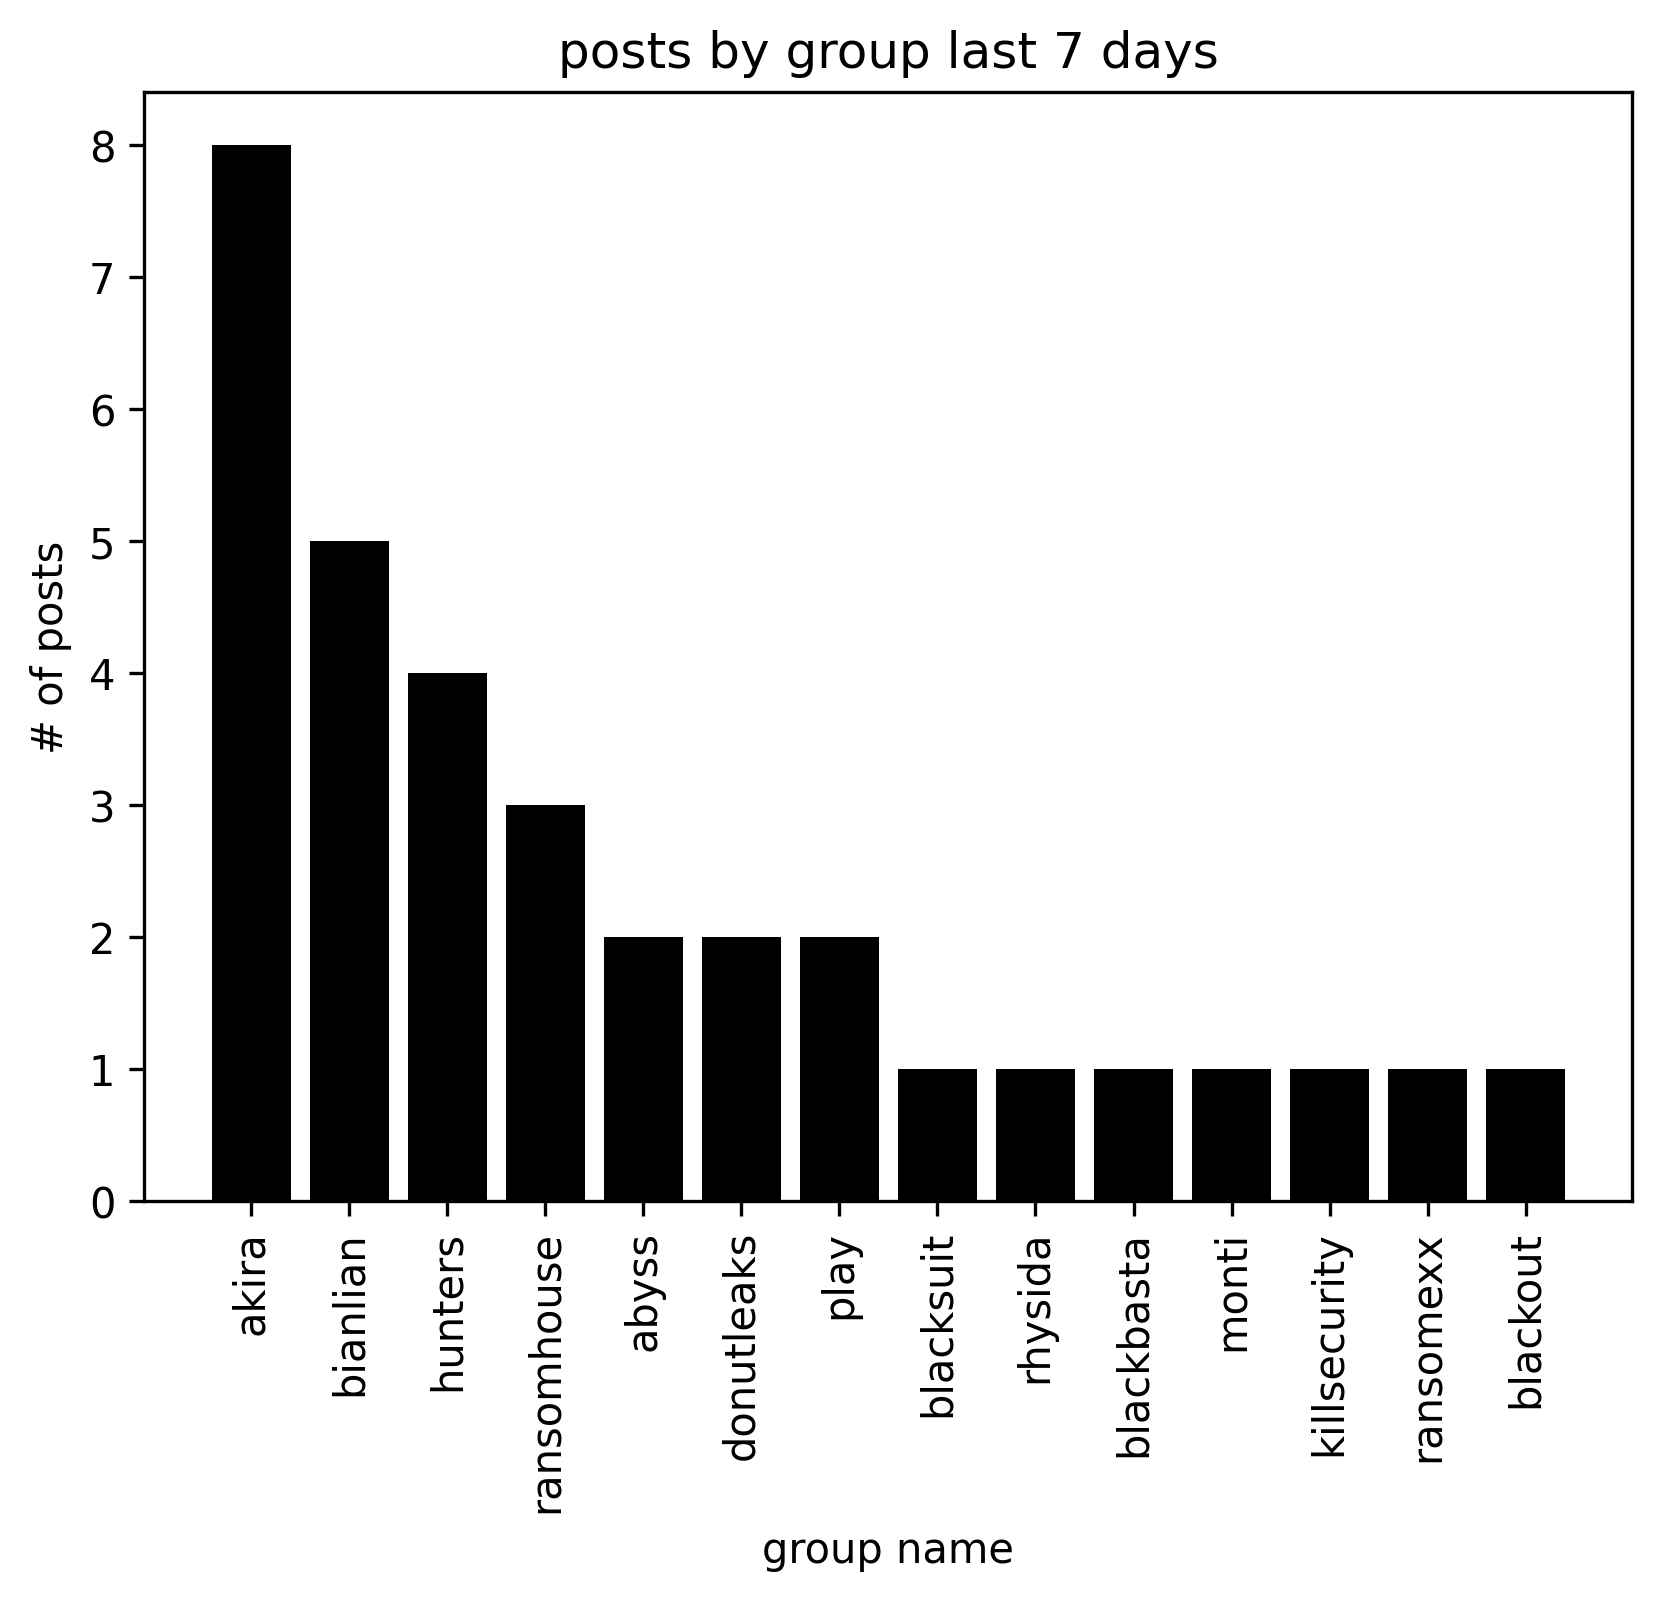 posts by group last 7 days
# of posts
8
7
6
5
4
3
2
1
0
akira
bianlian
hunters
ransomhouse
abyss
donutleaks
play
blacksuit
rhysida
blackbasta
monti
killsecurity
ransomexx
blackout
group name